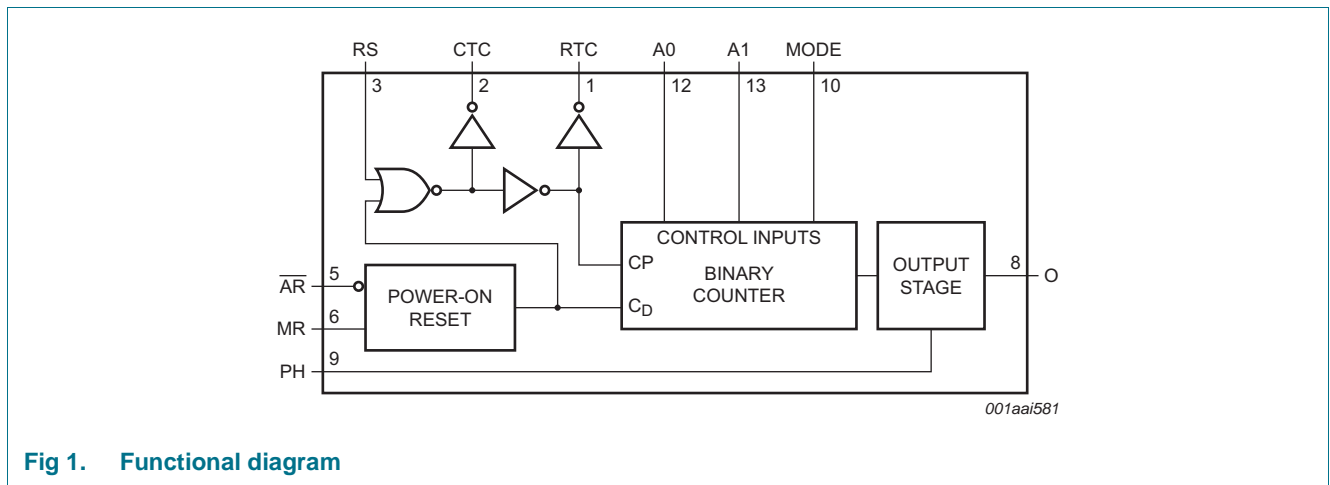 RS CTC RTC A0 A1 MODE
3 2 1 12 13 10
CONTROL INPUTS
CP
BINARY
COUNTER
CD
OUTPUT
STAGE
8 O
AR 5
POWER-ON
RESET
MR 6
PH 9
001aai581
Fig 1. Functional diagram